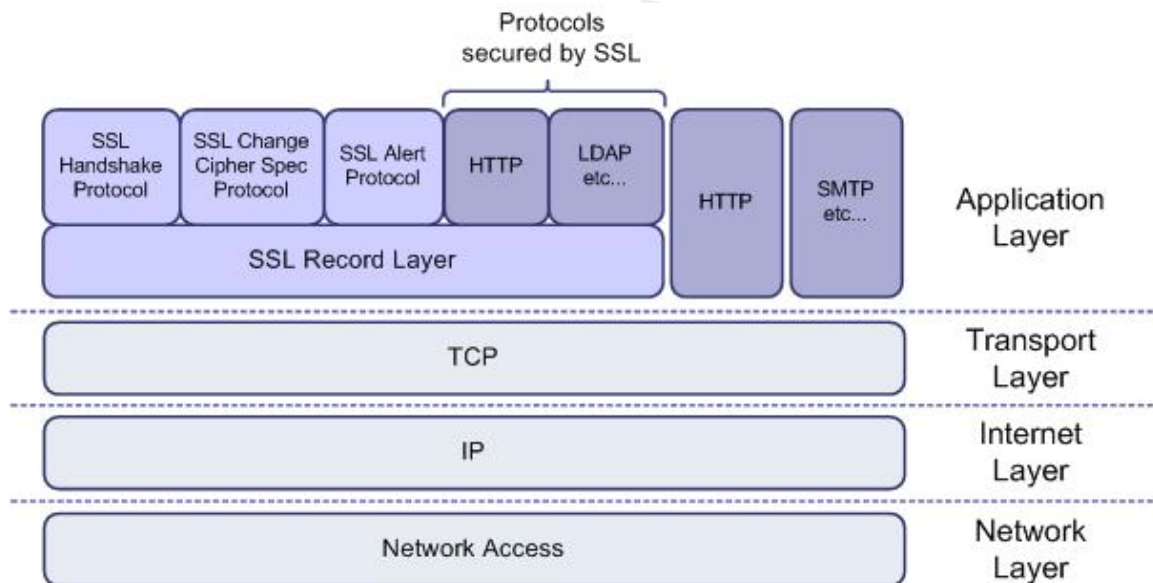 Protocols
secured by SSL
SSL
Handshake
Protocol
SSL Change
Cipher Spec
Protocol
SSL Alert
Protocol
HTTP
LDAP
etc...
HTTP
SMTP
etc...
Application
Layer
SSL Record Layer
TCP
Transport
Layer
IP
Internet
Layer
Network Access
Network
Layer